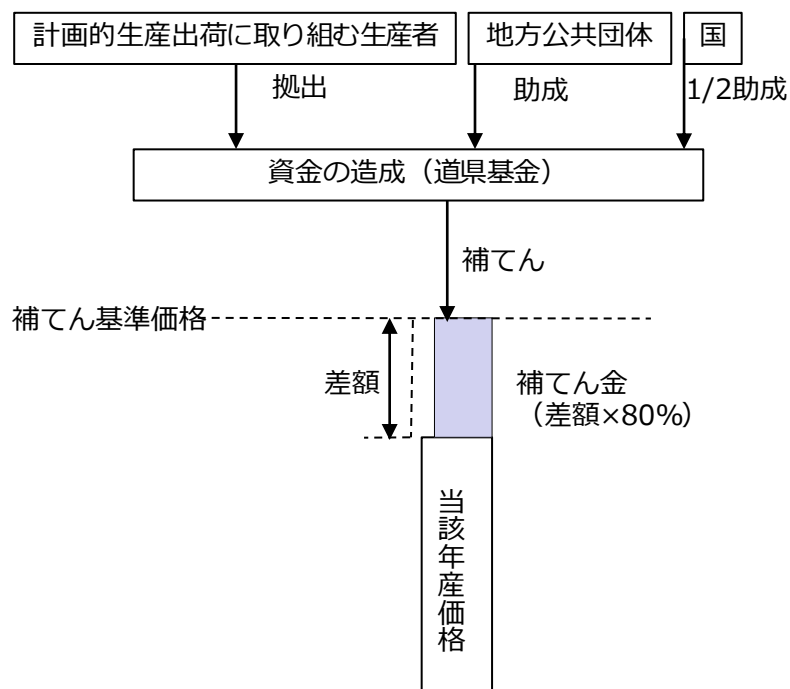 計画的生産出荷に取り組む生産者
地方公共団体
国
拠出
助成
1/2助成
資金の造成（道県基金）
補てん
補てん基準価格
差額
補てん金
（差額×80%）
当該年産価格